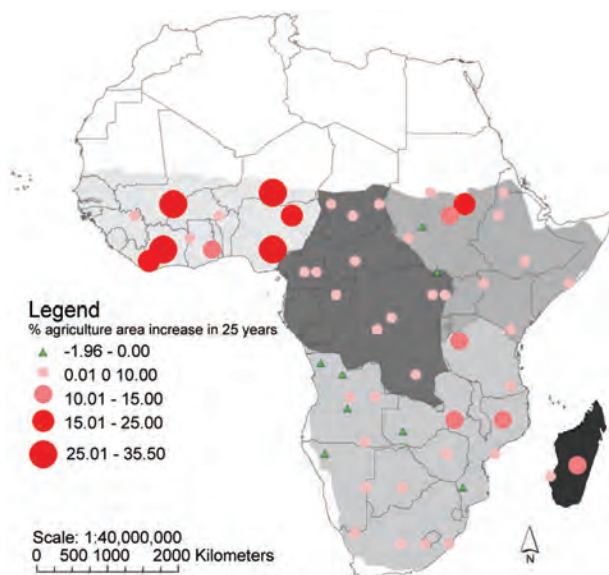 Legend
% agriculture area increase in 25 years
-1.96 - 0.00
0.01 0 10.00
10.01 - 15.00
15.01 - 25.00
25.01 - 35.50
Scale: 1:40,000,000
0 500 1000 2000 Kilometers
N